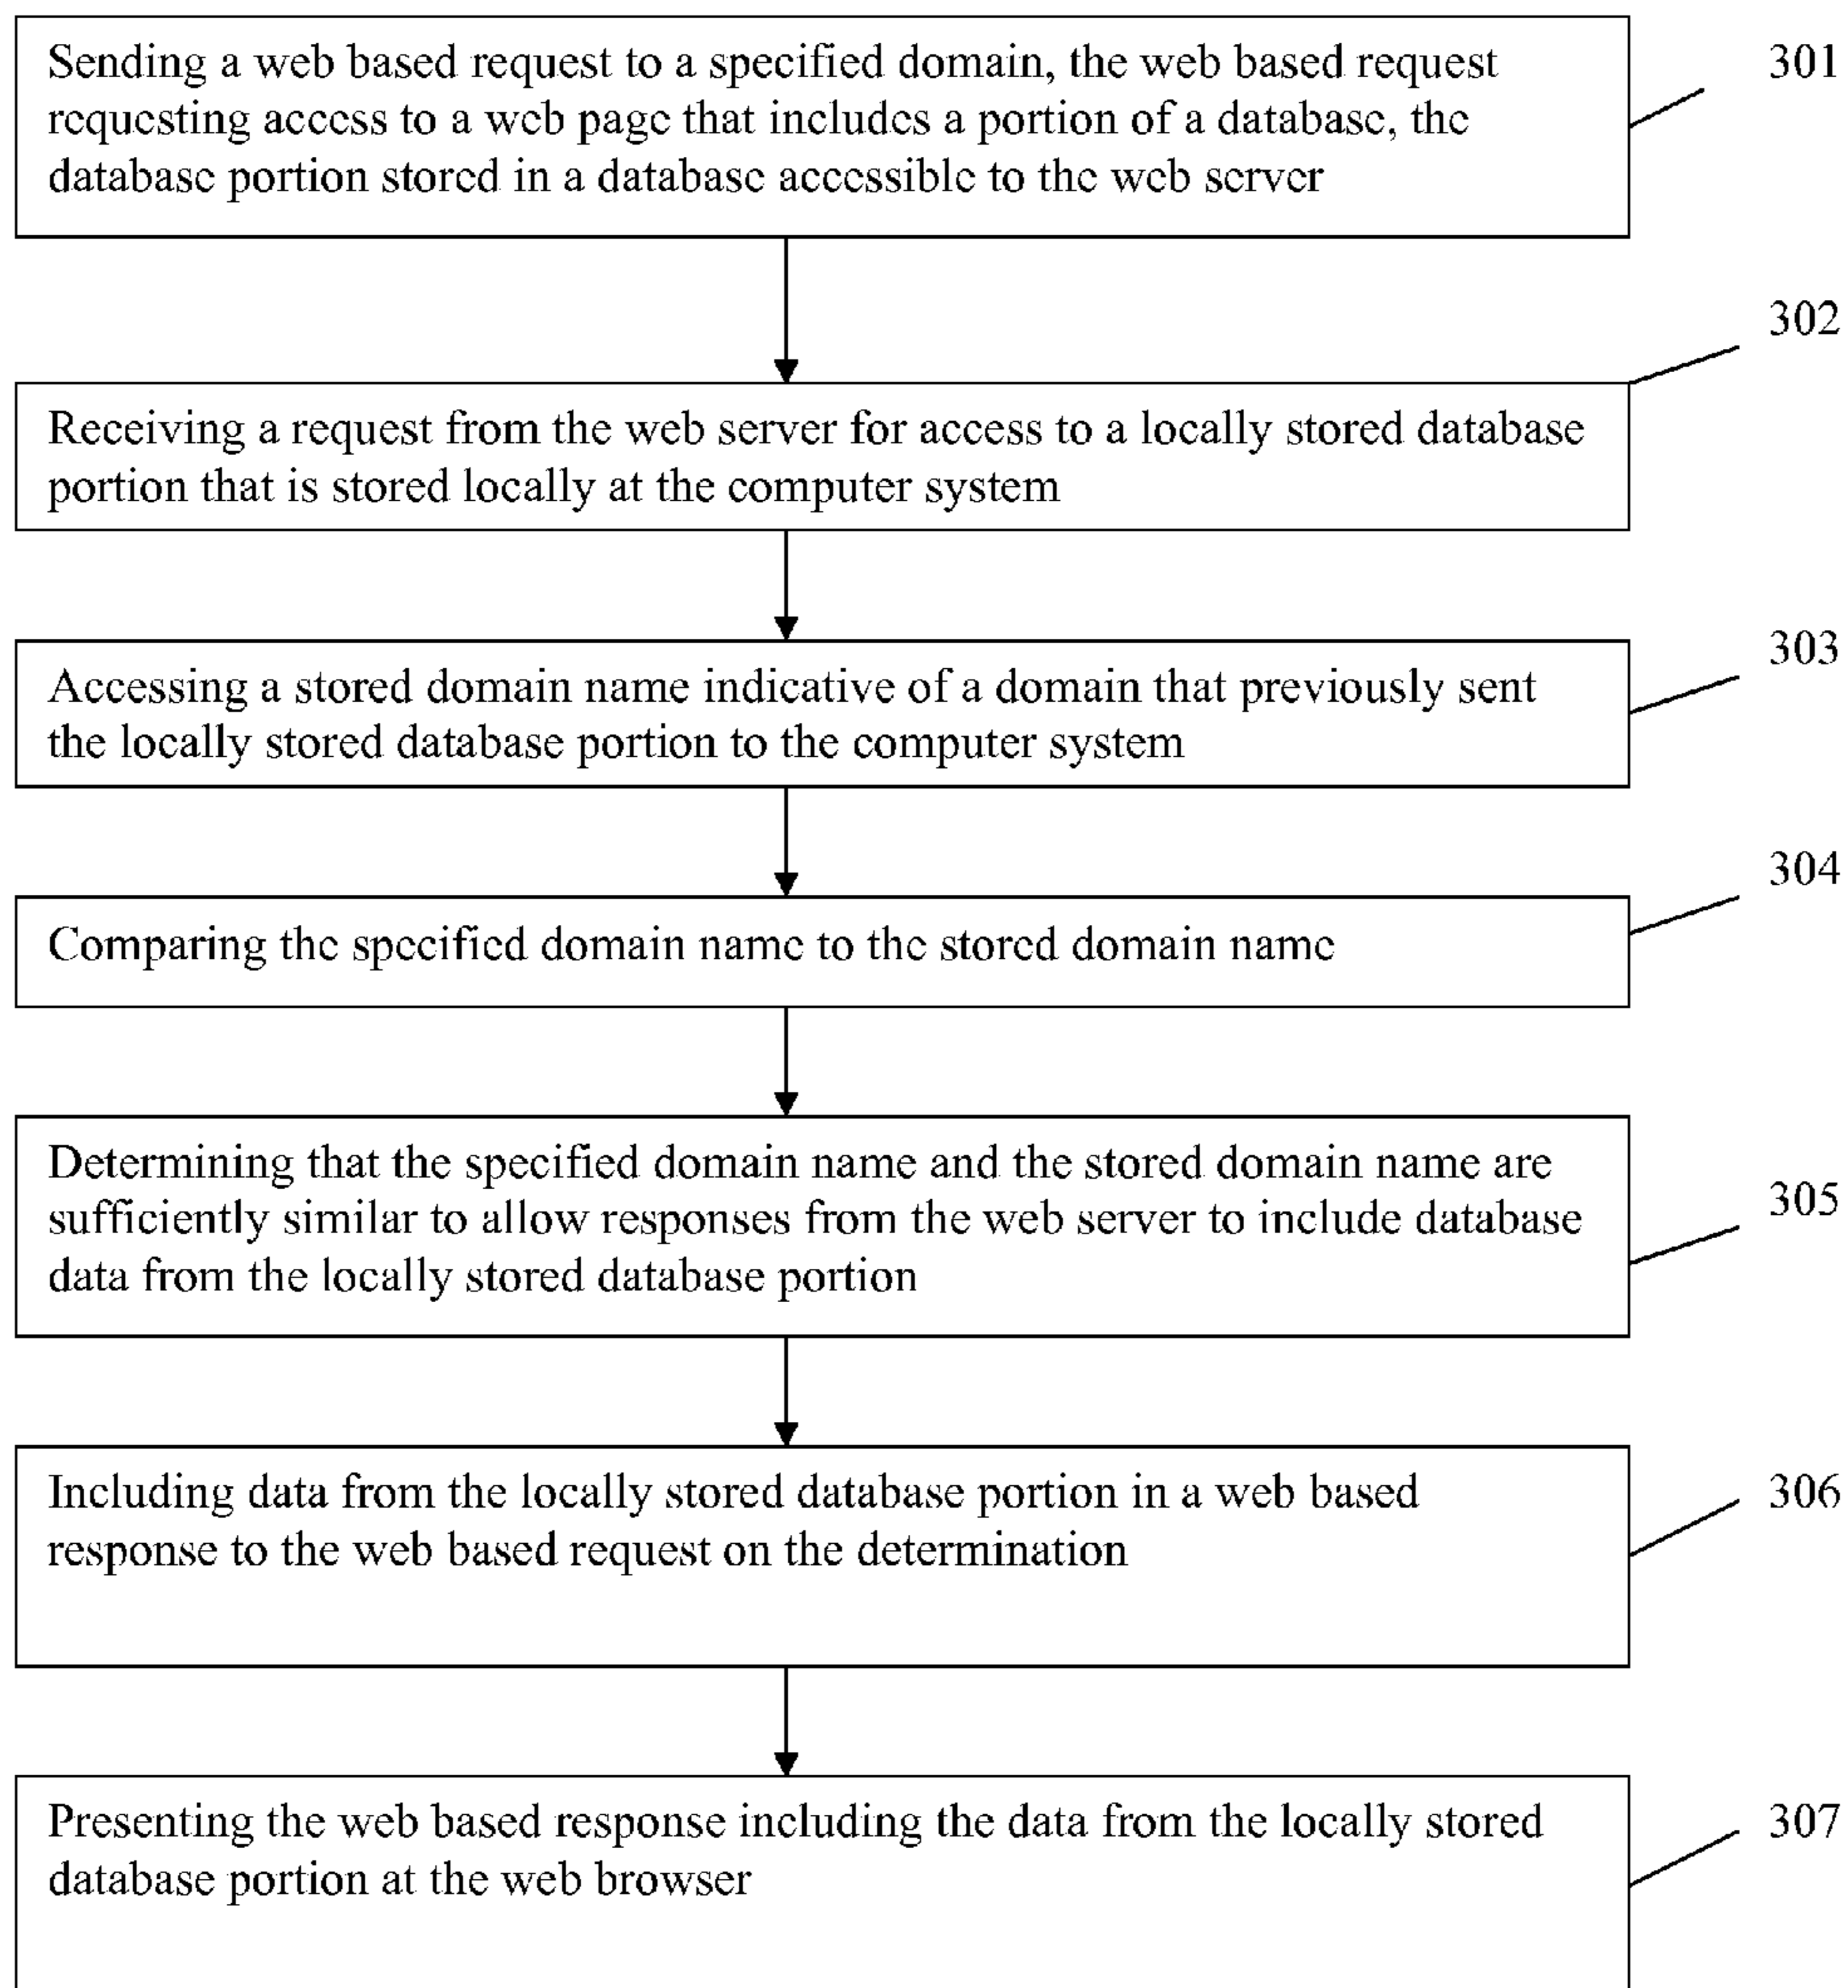 Sending a web based request to a specified domain, the web based request
requesting access to a web page that includes a portion of a database, the
database portion stored in a database accessible to the web server
301
302
Receiving a request from the web server for access to a locally stored database
portion that is stored locally at the computer system
303
Accessing a stored domain name indicative of a domain that previously sent
the locally stored database portion to the computer system
304
Comparing the specified domain name to the stored domain name
Determining that the specified domain name and the stored domain name are
sufficiently similar to allow responses from the web server to include database
data from the locally stored database portion
305
Including data from the locally stored database portion in a web based
response to the web based request on the determination
306
Presenting the web based response including the data from the locally stored
database portion at the web browser
307